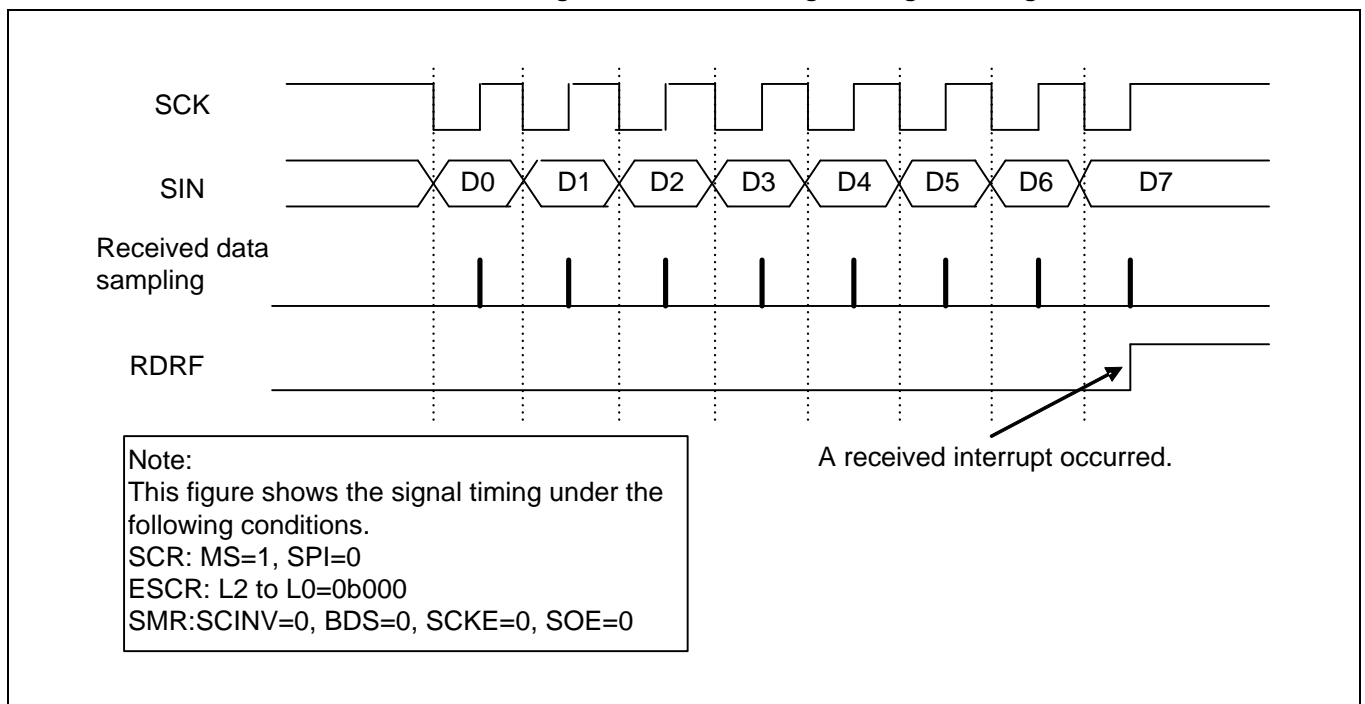 SCK
SIN
D0 D1 D2 D3 D4 D5 D6 D7
Received data
sampling
RDRF
A received interrupt occurred.
Note:
This figure shows the signal timing under the
following conditions.
SCR: MS=1, SPI=0
ESCR: L2 to L0=0b000
SMR:SCINV=0, BDS=0, SCKE=0, SOE=0